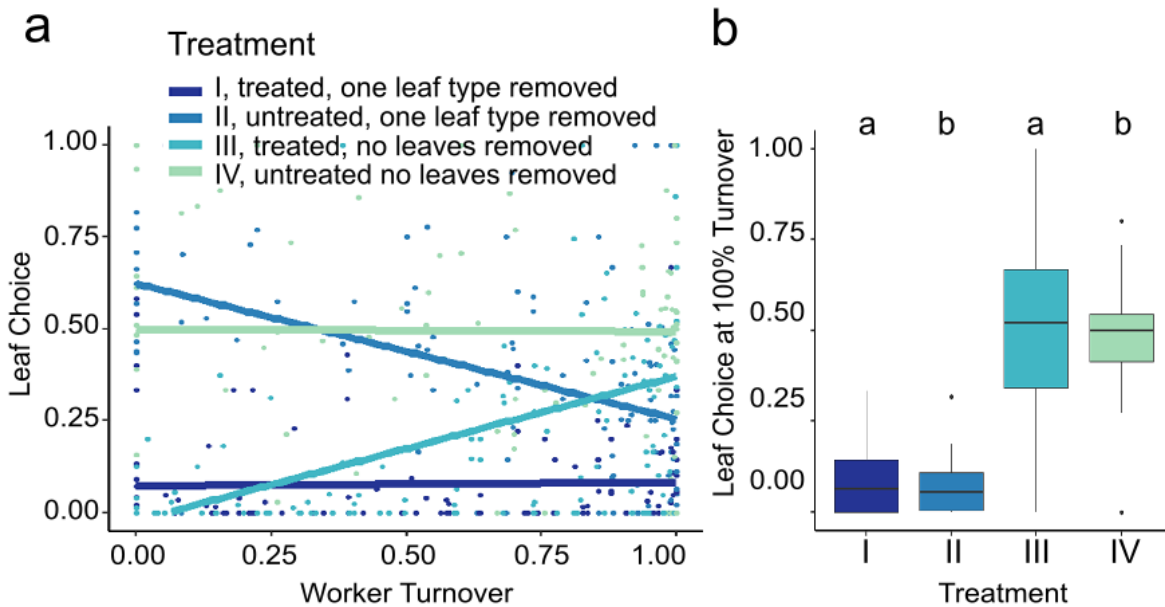 a
Treatment
I, treated, one leaf type removed
II, untreated, one leaf type removed
III, treated, no leaves removed
IV, untreated no leaves removed
Leaf Choice
1.00
0.75
0.50
0.25
0.00
0.00 0.25 0.50 0.75 1.00
Worker Turnover
b
a b a b
Leaf Choice at 100% Turnover
1.00
0.75
0.50
0.25
0.00
I II III IV
Treatment